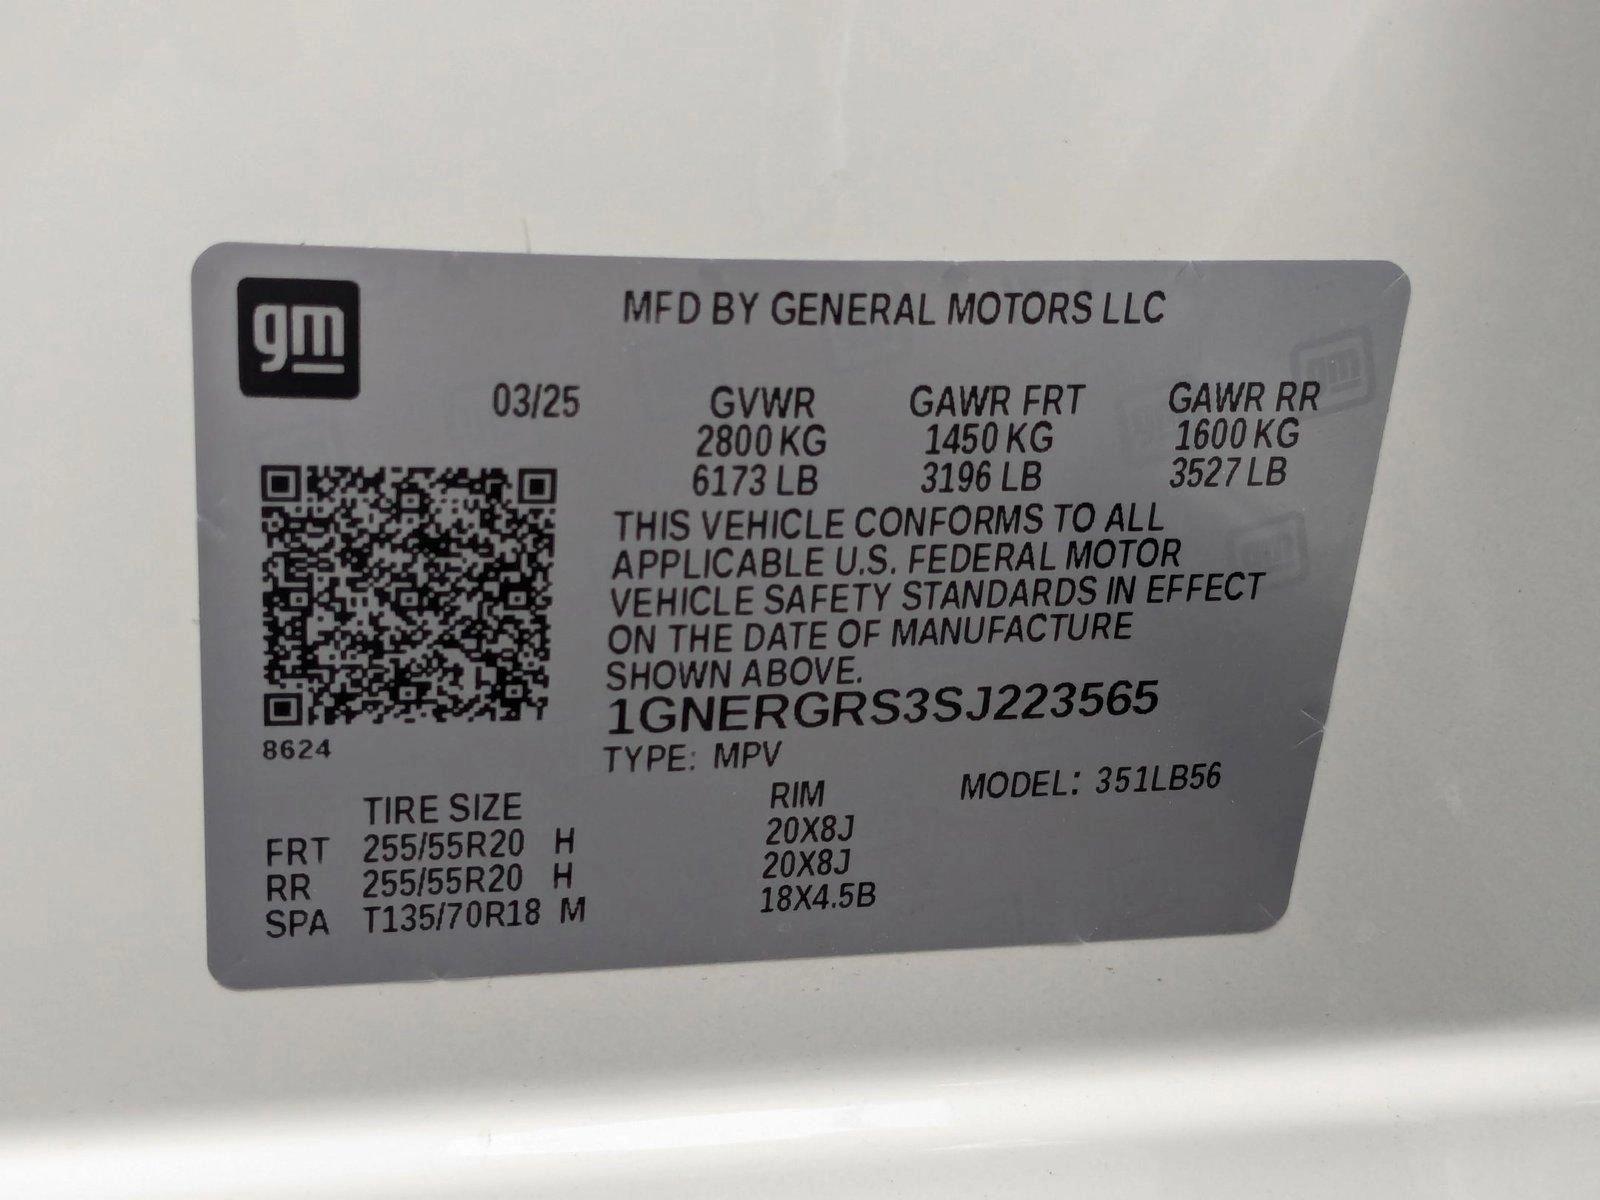 gm
MFD BY GENERAL MOTORS LLC
03/25 GVWR GAWR FRT GAWR RR
2800 KG 1450 KG 1600 KG
6173 LB 3196 LB 3527 LB
THIS VEHICLE CONFORMS TO ALL
APPLICABLE U.S. FEDERAL MOTOR
VEHICLE SAFETY STANDARDS IN EFFECT
ON THE DATE OF MANUFACTURE
SHOWN ABOVE.
1GNERGRS3SJ223565
8624
TYPE: MPV
MODEL: 351LB56
TIRE SIZE RIM
FRT 255/55R20 H 20X8J
RR 255/55R20 H 20X8J
SPA T135/70R18 M 18X4.5B